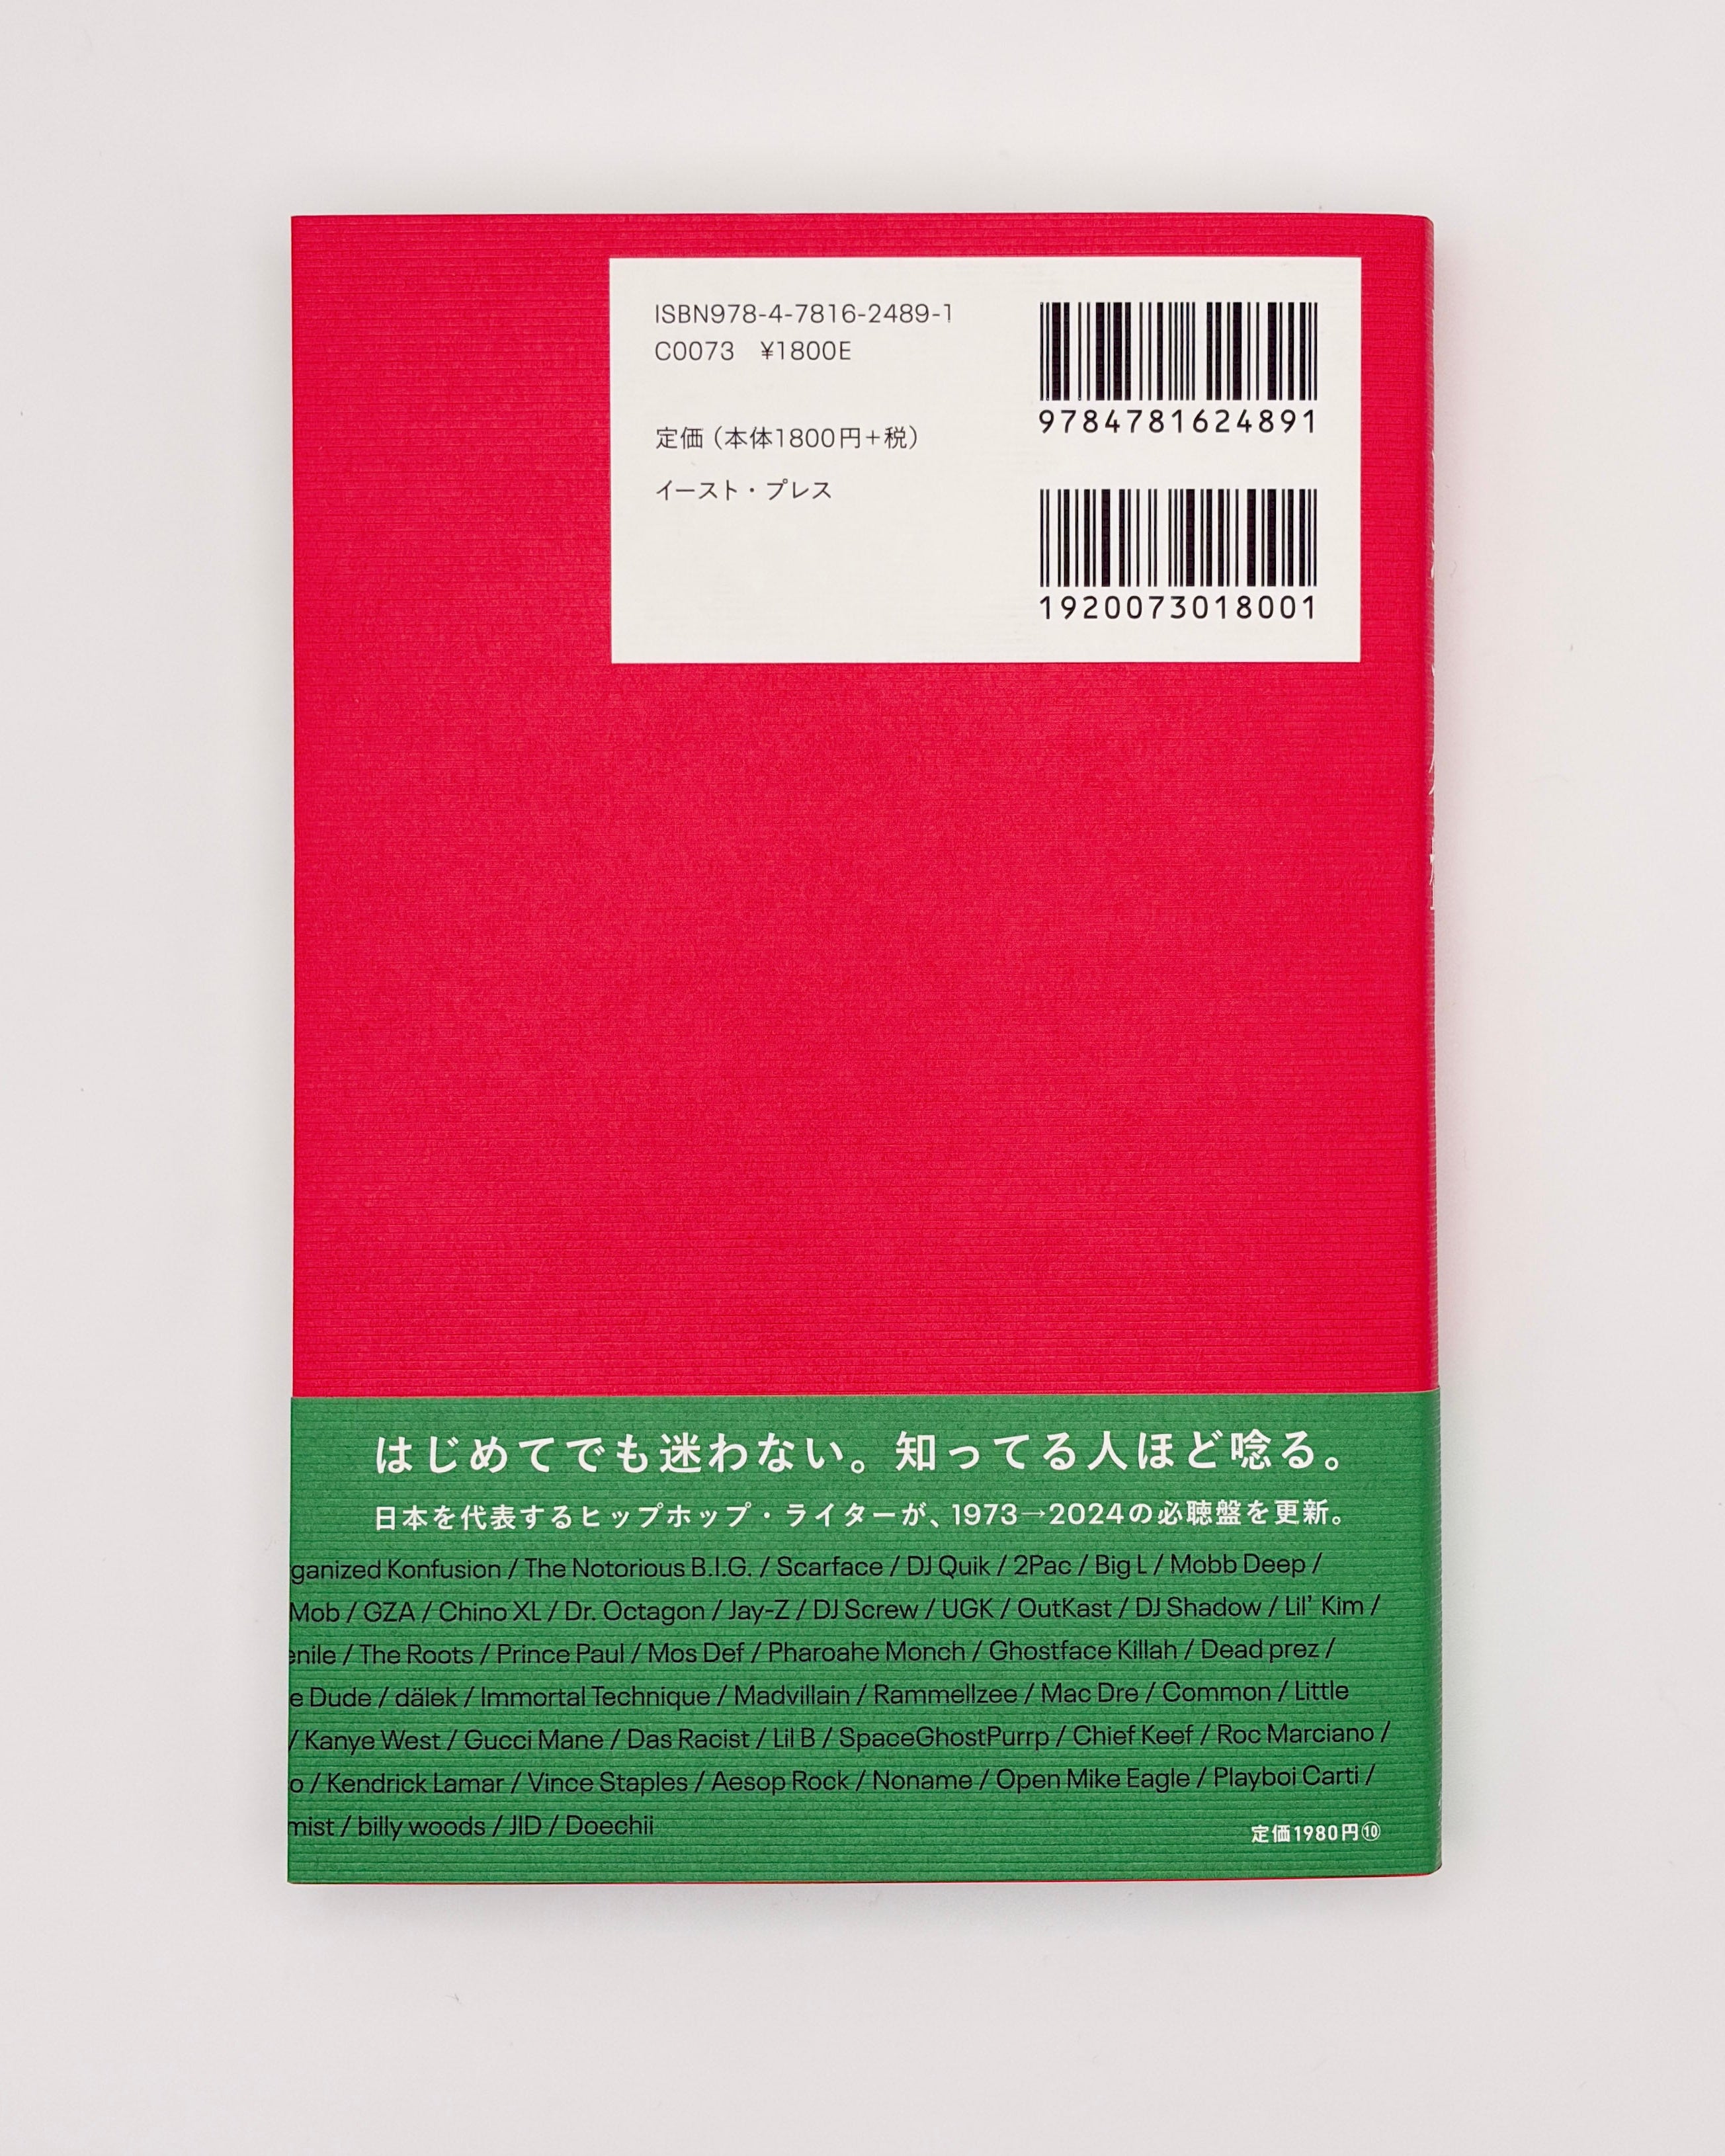 ISBN978-4-7816-2489-1
C0073 ¥1800E
定価（本体1800円+税）
イースト・プレス
9784781624891
1920073018001
はじめてでも迷わない。知ってる人ほど唸る。
日本を代表するヒップホップ・ライターが、1973→2024の必聴盤を更新。
Konfusion / The Notorious B.I.G. / Scarface / DJ Quik / 2Pac / Big L / Mobb Deep /
Mob / GZA / Chino XL / Dr. Octagon / Jay-Z / DJ Screw / UGK / OutKast / DJ Shadow / Lil' Kim /
/ The Roots / Prince Paul / Mos Def / Pharoahe Monch / Ghostface Killah / Dead prez /
Dude / dälek / Immortal Technique / Madvillain / Rammellzee / Mac Dre / Common / Little
/ Kanye West / Gucci Mane / Das Racist / Lil B / SpaceGhostPurrp / Chief Keef / Roc Marciano /
/ Kendrick Lamar / Vince Staples / Aesop Rock / Noname / Open Mike Eagle / Playboi Carti /
/ billy woods / JID / Doechii
定価1980円⑩